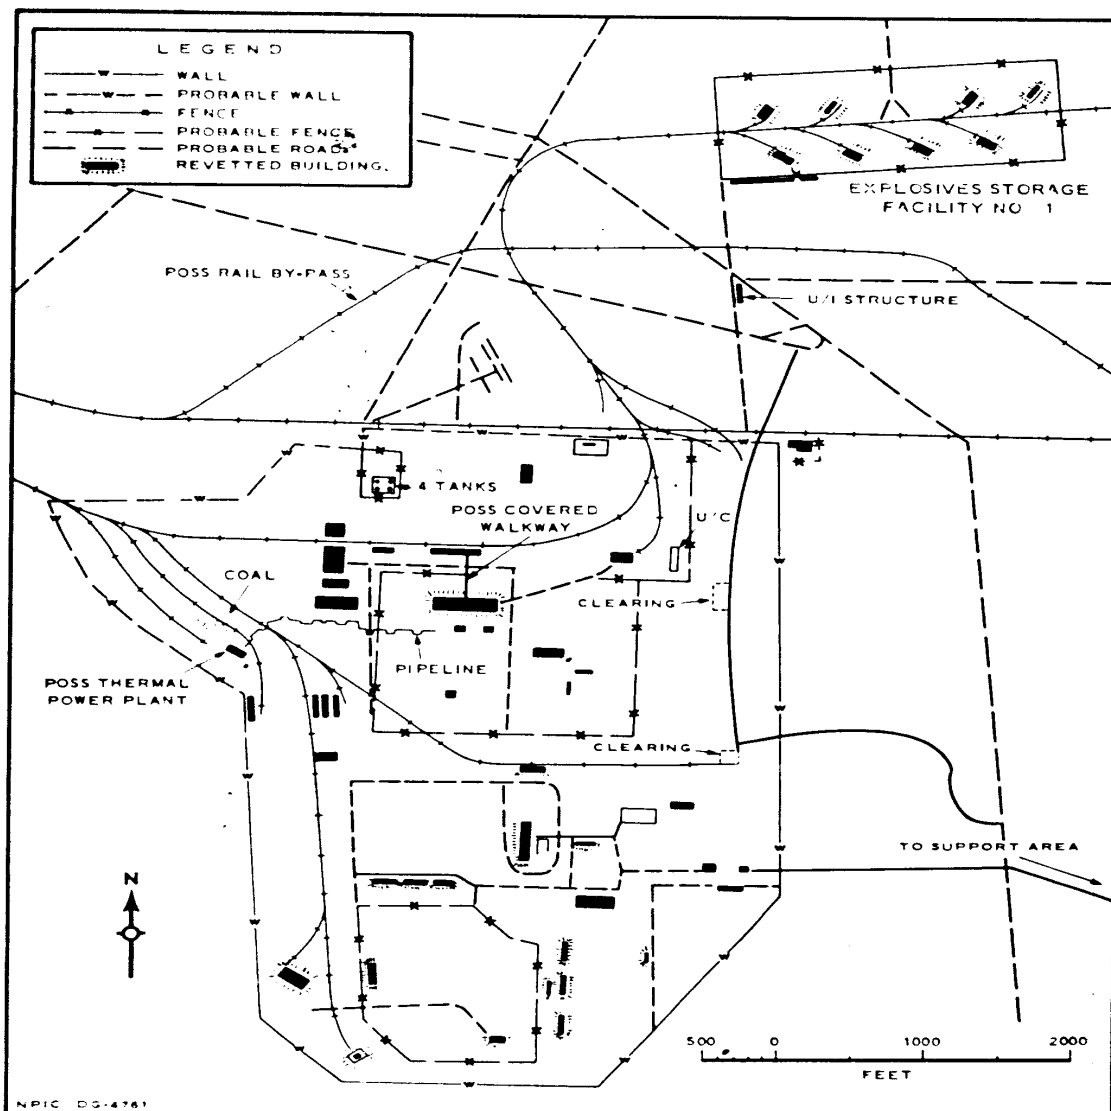 LEGEND
WALL
PROBABLE WALL
FENCE
PROBABLE FENCE
PROBABLE ROAD
REVETTED BUILDING
EXPLOSIVES STORAGE
FACILITY NO 1
POSS RAIL BY-PASS
U/I STRUCTURE
4 TANKS
POSS COVERED
WALKWAY
U/C
COAL
CLEARING
PIPELINE
POSS THERMAL
POWER PLANT
CLEARING
TO SUPPORT AREA
N
500 0 1000 2000
FEET
NPIC DG-4767